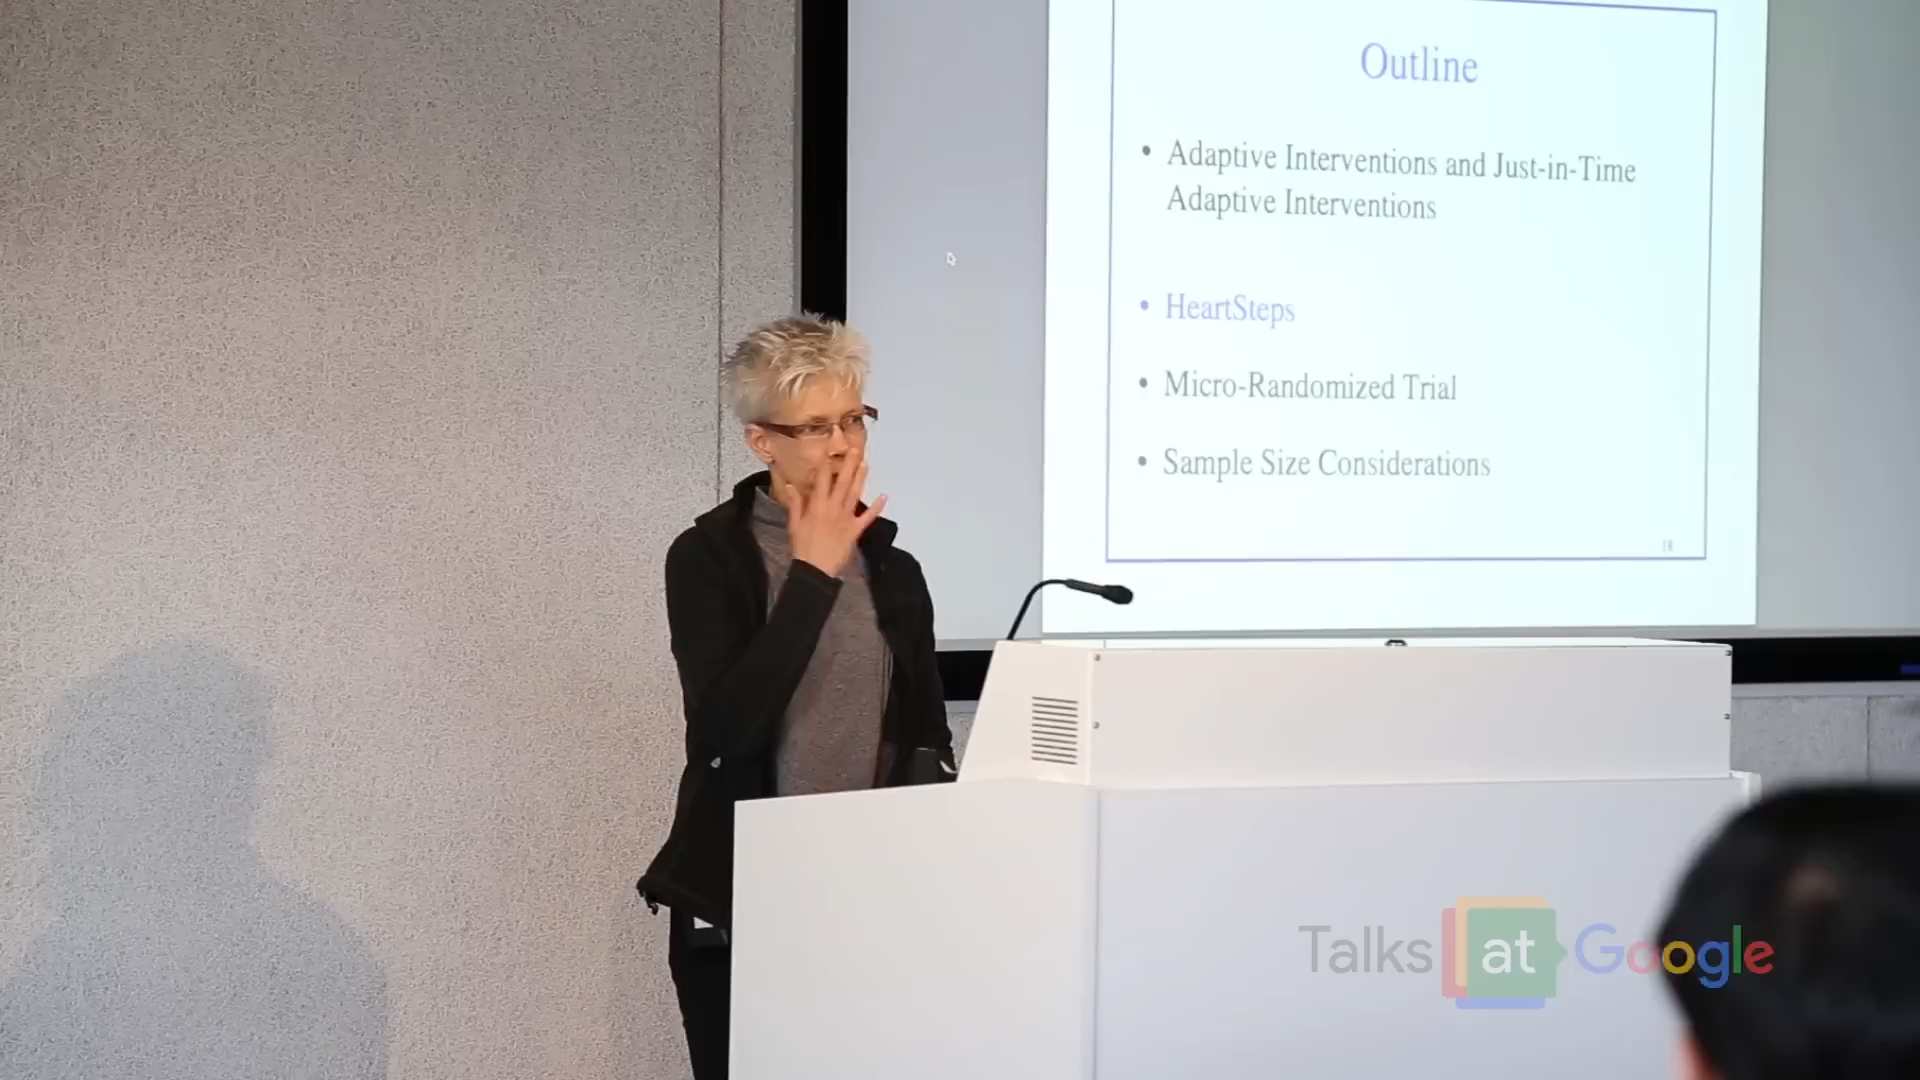 Outline
• Adaptive Interventions and Just-in-Time
Adaptive Interventions
• HeartSteps
• Micro-Randomized Trial
• Sample Size Considerations
18
Talks at Google